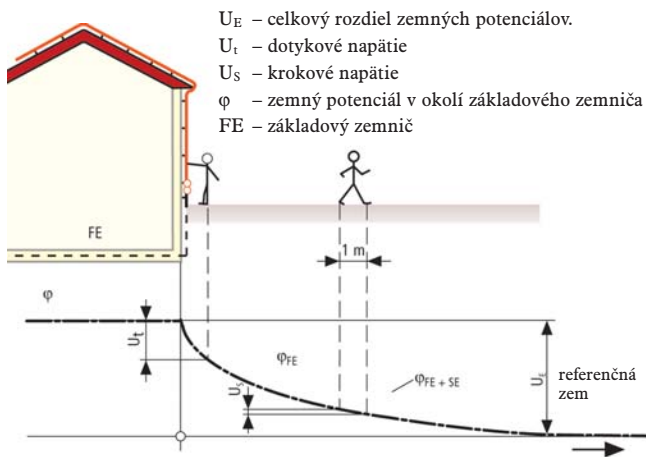 U_E – celkový rozdiel zemných potenciálov.
U_t – dotykové napätie
U_S – krokové napätie
φ – zemný potenciál v okolí základového zemniča
FE – základový zemnič
FE
1 m
φ
U_t
φ_FE
U_S
φ_FE + SE
U_E
referenčná
zem